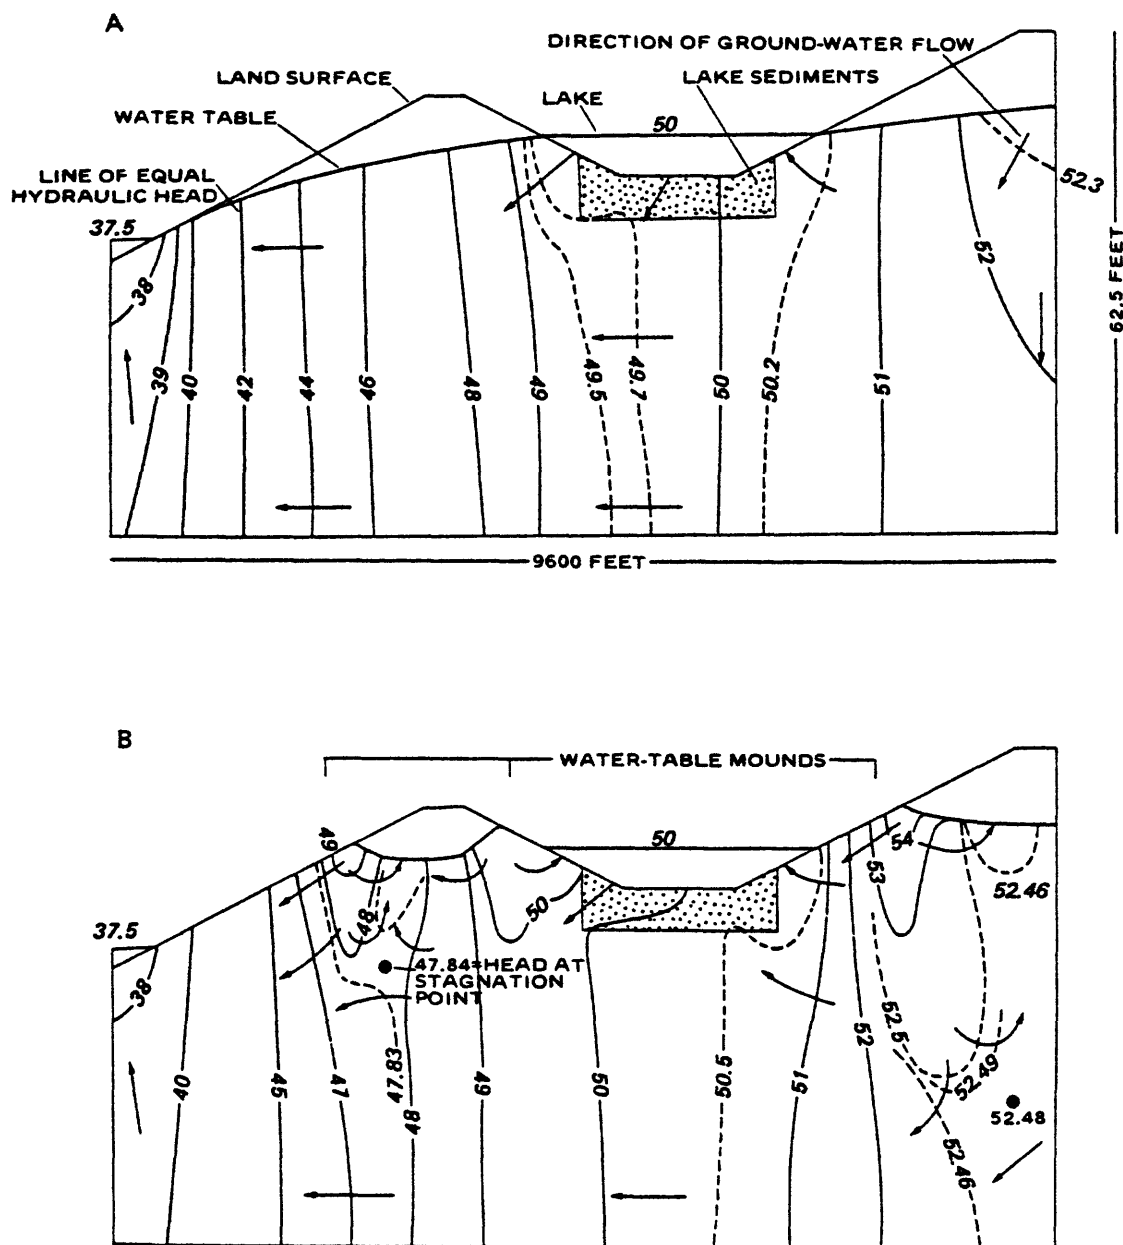 A
DIRECTION OF GROUND-WATER FLOW
LAND SURFACE
LAKE SEDIMENTS
LAKE
WATER TABLE
50
LINE OF EQUAL
HYDRAULIC HEAD
52.3
37.5
38
39
40
42
44
46
48
49
49.5
49.7
50
50.2
51
52
62.5 FEET
9600 FEET
B
WATER-TABLE MOUNDS
49
50
54
53
52.46
48
50
37.5
38
47.84=HEAD AT
STAGNATION
POINT
40
45
47
47.83
48
49
50
50.5
51
52
52.5
52.49
52.48
52.46